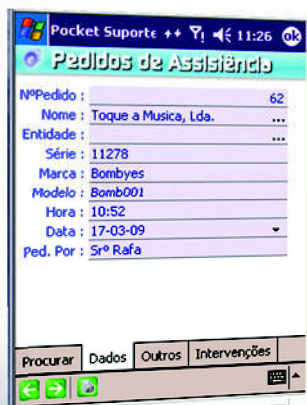 Pocket Suporte ++ 11:26 ok
Pedidos de Assistência
NºPedido : 62
Nome : Toque a Musica, Lda. ...
Entidade : ...
Série : 11278
Marca : Bombyes
Modelo : Bomb001
Hora : 10:52
Data : 17-03-09
Ped. Por : Srº Rafa
Procurar Dados Outros Intervenções